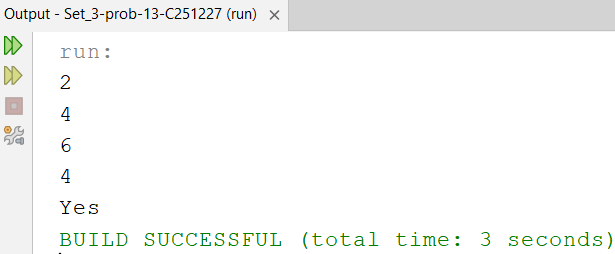 Output - Set_3-prob-13-C251227 (run) ×
run:
2
4
6
4
Yes
BUILD SUCCESSFUL (total time: 3 seconds)